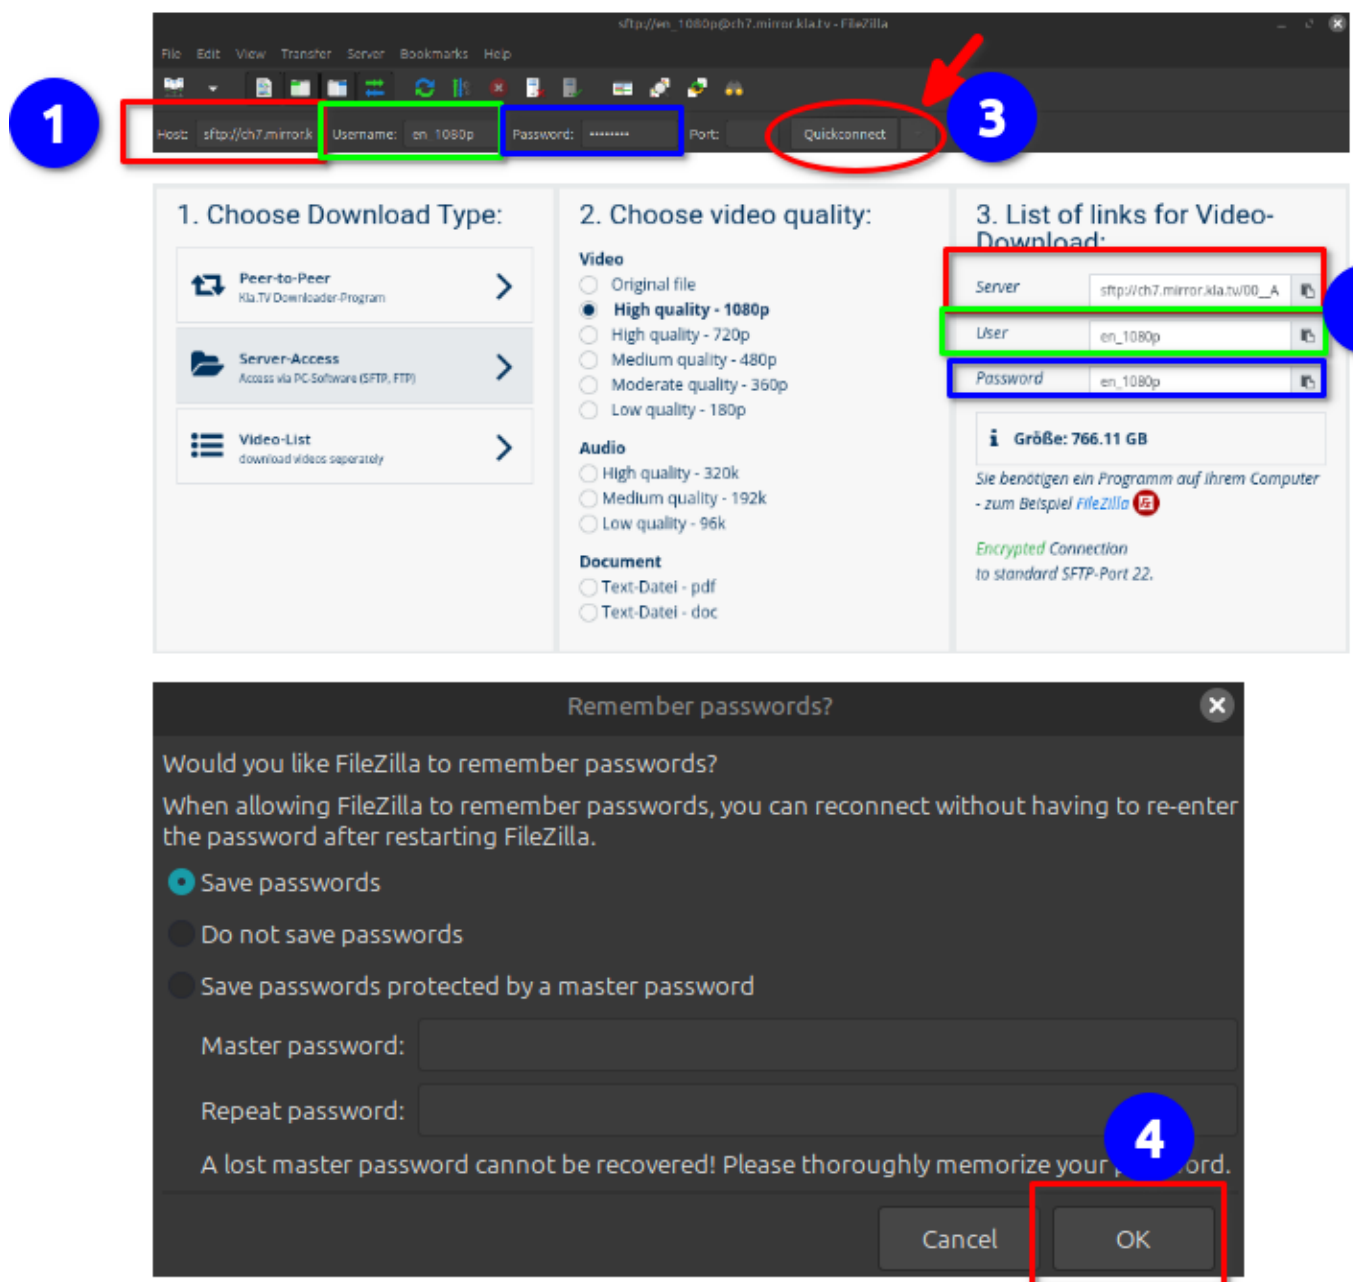 sftp://en_1080p@ch7.mirror.kla.tv - FileZilla
File Edit View Transfer Server Bookmarks Help
1
3
Host: sftp://ch7.mirror.k Username: en_1080p Password: •••••••• Port: Quickconnect
1. Choose Download Type:
Peer-to-Peer
Kla.TV Downloader-Program
Server-Access
Access via PC-Software (SFTP, FTP)
Video-List
download videos seperately
2. Choose video quality:
Video
Original file
High quality - 1080p
High quality - 720p
Medium quality - 480p
Moderate quality - 360p
Low quality - 180p
Audio
High quality - 320k
Medium quality - 192k
Low quality - 96k
Document
Text-Datei - pdf
Text-Datei - doc
3. List of links for Video-
Download:
Server sftp://ch7.mirror.kla.tv/00__A
User en_1080p
Password en_1080p
Größe: 766.11 GB
Sie benötigen ein Programm auf Ihrem Computer
- zum Beispiel FileZilla
Encrypted Connection
to standard SFTP-Port 22.
Remember passwords?
Would you like FileZilla to remember passwords?
When allowing FileZilla to remember passwords, you can reconnect without having to re-enter
the password after restarting FileZilla.
Save passwords
Do not save passwords
Save passwords protected by a master password
Master password:
Repeat password:
4
A lost master password cannot be recovered! Please thoroughly memorize your password.
Cancel OK